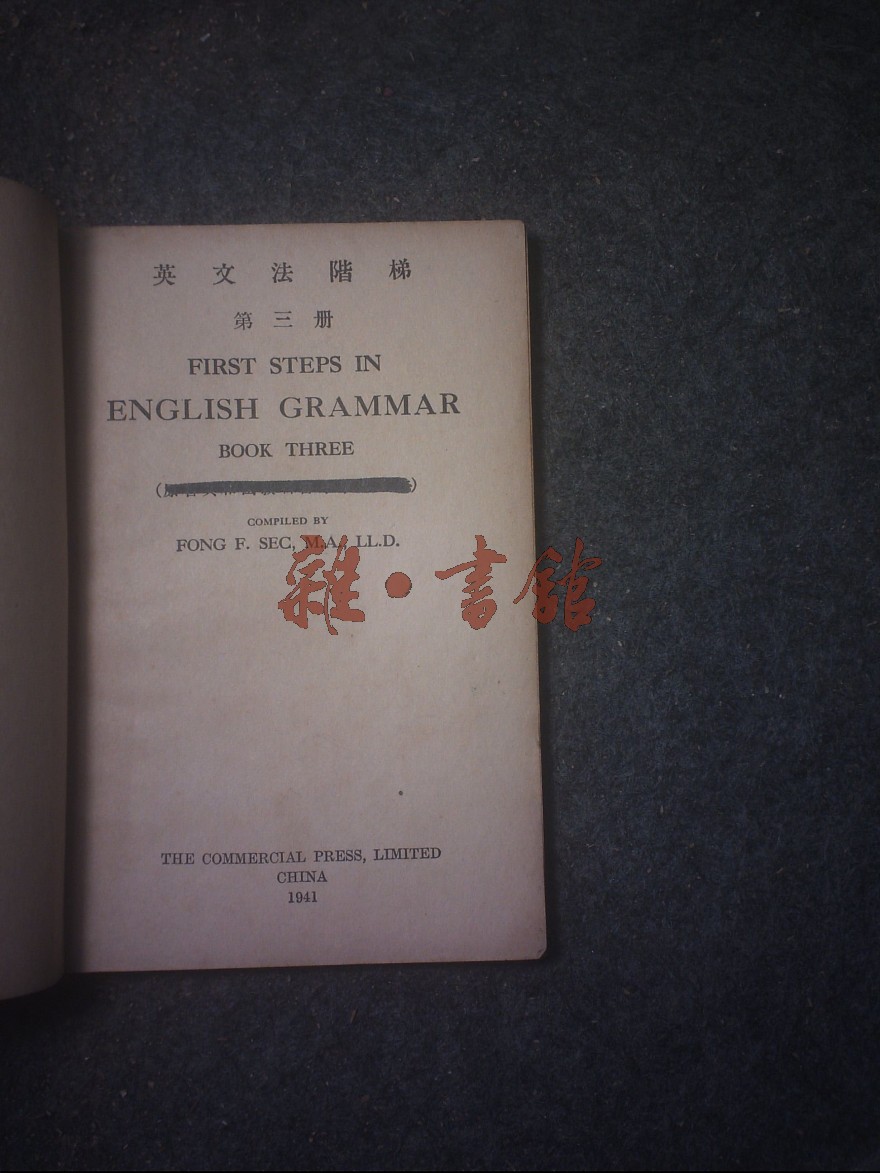 英文法階梯
第三册
FIRST STEPS IN
ENGLISH GRAMMAR
BOOK THREE
COMPILED BY
FONG F. SEC, M.A., LL.D.
雜·書館
THE COMMERCIAL PRESS, LIMITED
CHINA
1941